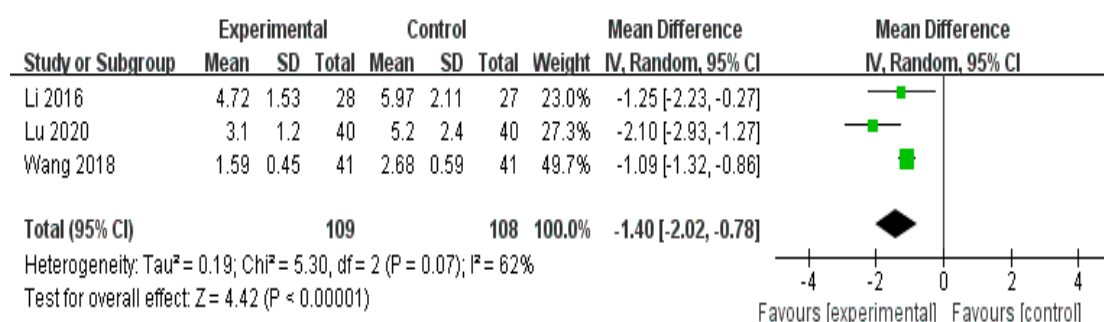 Experimental Control Mean Difference Mean Difference
Study or Subgroup Mean SD Total Mean SD Total Weight IV, Random, 95% CI IV, Random, 95% CI
Li 2016 4.72 1.53 28 5.97 2.11 27 23.0% -1.25 [-2.23, -0.27]
Lu 2020 3.1 1.2 40 5.2 2.4 40 27.3% -2.10 [-2.93, -1.27]
Wang 2018 1.59 0.45 41 2.68 0.59 41 49.7% -1.09 [-1.32, -0.86]
Total (95% CI) 109 108 100.0% -1.40 [-2.02, -0.78]
Heterogeneity: Tau² = 0.19; Chi² = 5.30, df = 2 (P = 0.07); I² = 62%
Test for overall effect: Z = 4.42 (P < 0.00001)
-4 -2 0 2 4
Favours [experimental] Favours [control]